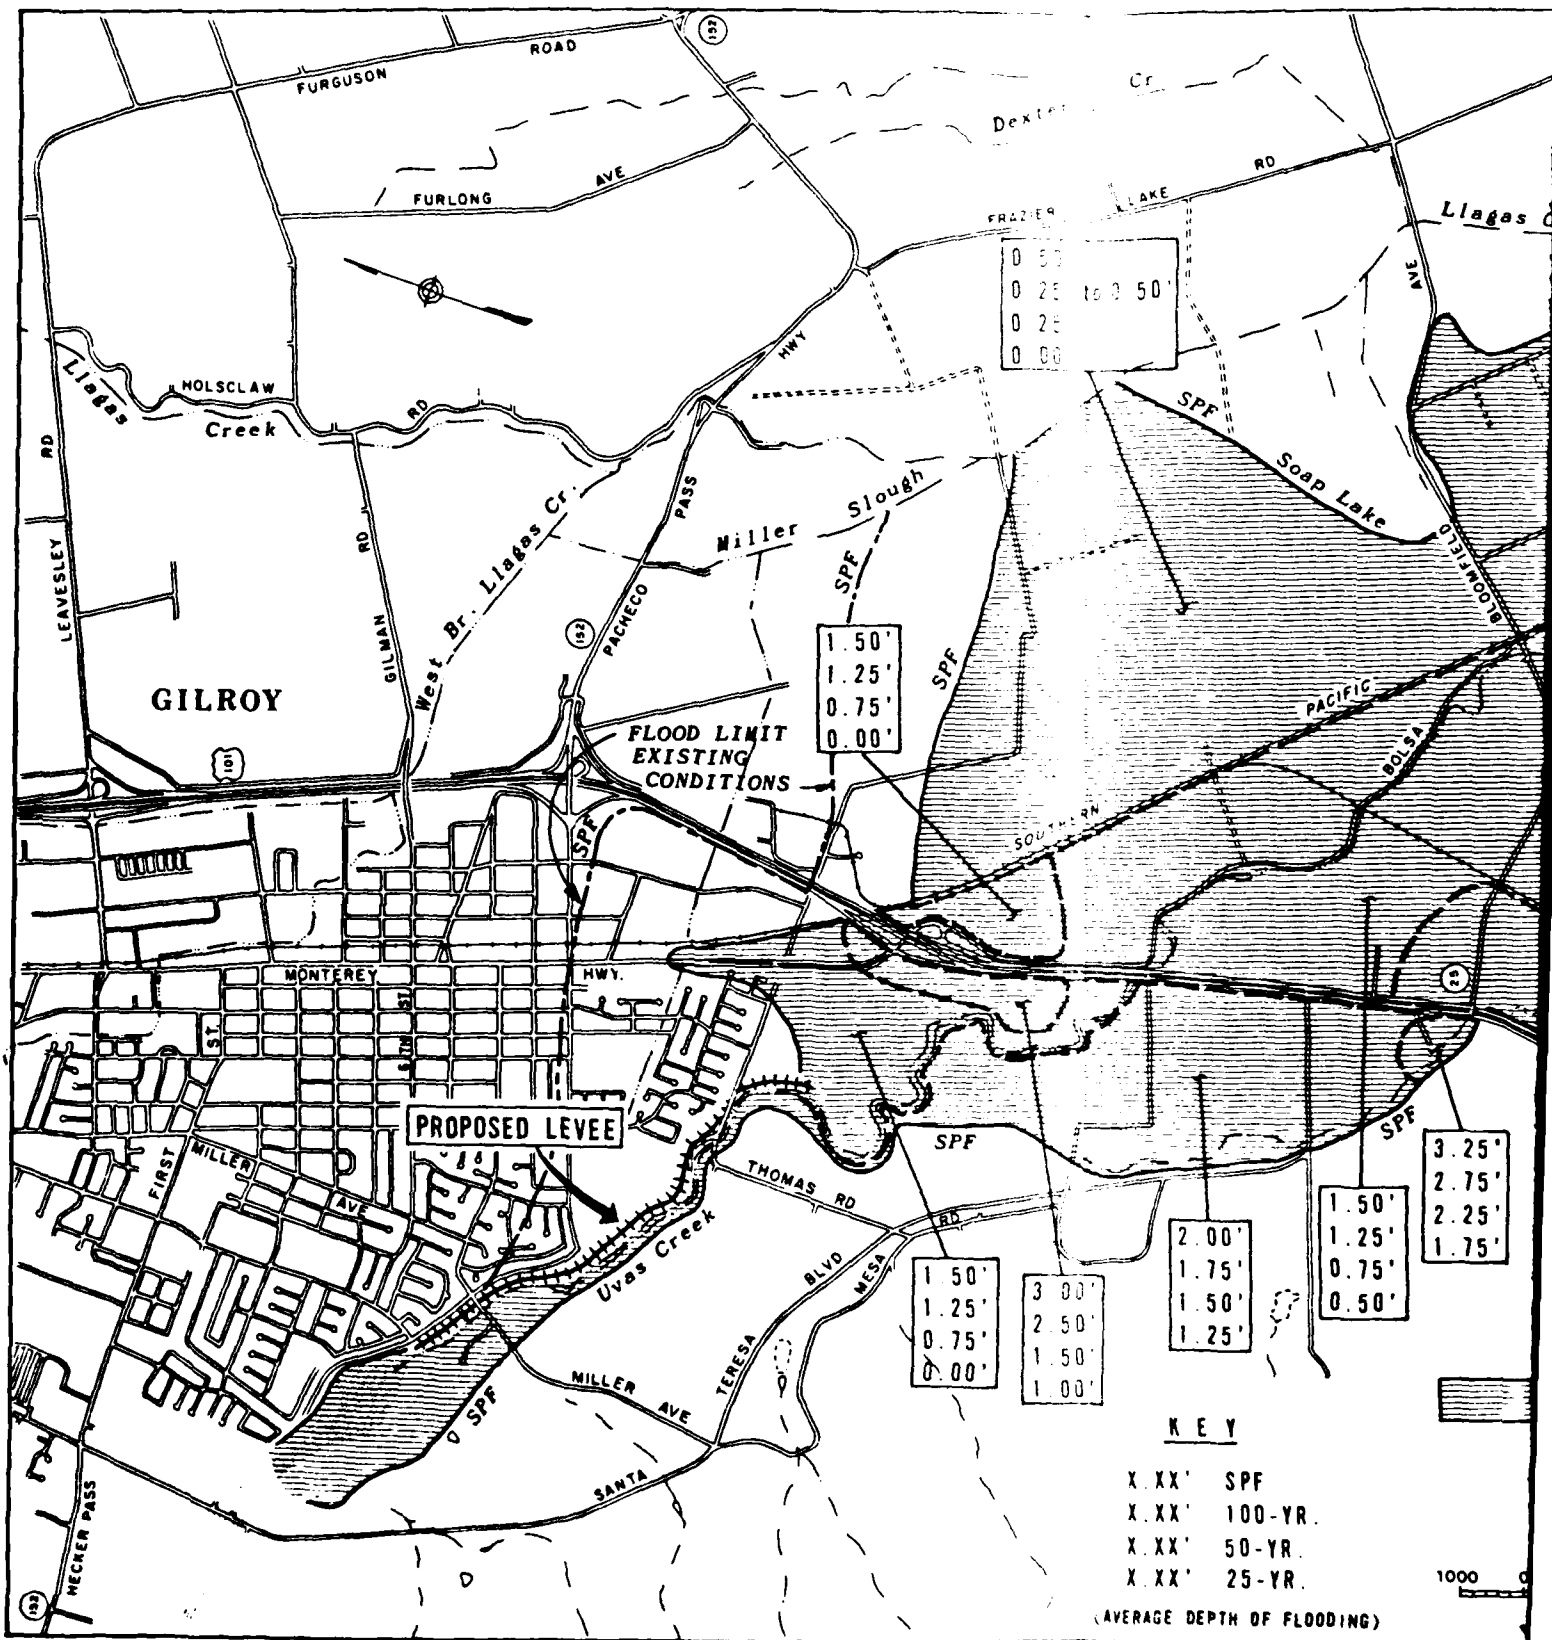 152
ROAD
FURGUSON
Cr
FURLONG
AVE
FRAZIER
LAKE
RD
Llagas
AVE
0 25 to 0 50'
0 25
0 00
HWY
Llagas
Creek
HOLSCLAW
RD
RD
SPF
Soap Lake
PASS
Slough
Miller
SPF
BLOOMFIELD
LEAVESLEY
RD
GILMAN
West Br. Llagas Cr.
152
PACHECO
1.50'
1.25'
0.75'
0.00'
SPF
GILROY
FLOOD LIMIT
EXISTING
CONDITIONS
PACIFIC
BOLSA
101
SOUTHERN
SPF
MONTEREY
HWY.
25
ST.
6 TH ST
PROPOSED LEVEE
SPF
SPF
FIRST
MILLER
AVE
THOMAS RD
RD
Uvas Creek
BLVD
MESA
TERESA
3.25'
2.75'
2.25'
1.75'
1.50'
1.25'
0.75'
0.50'
2.00'
1.75'
1.50'
1.25'
1.50'
1.25'
0.75'
0.00'
3 00'
2.50'
1.50'
1.00'
SPF
MILLER AVE
SANTA
HECKER PASS
152
KEY
X.XX' SPF
X.XX' 100-YR.
X.XX' 50-YR.
X.XX' 25-YR.
(AVERAGE DEPTH OF FLOODING)
1000 0